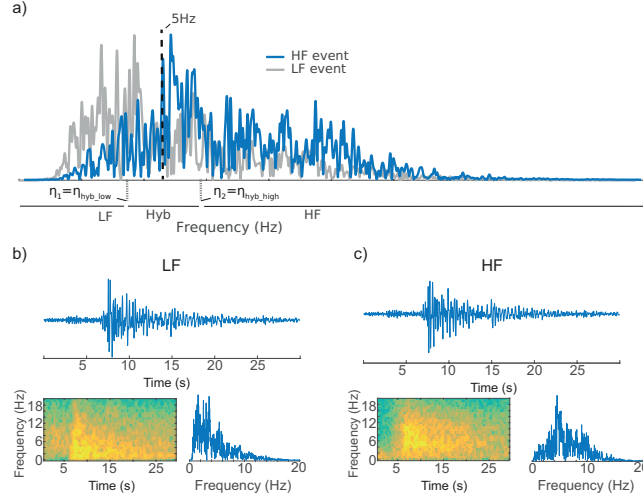 a)
5Hz
HF event
LF event
η₁=η hyb_low
η₂=η hyb_high
LF
Hyb
HF
Frequency (Hz)
b)
LF
c)
HF
5 10 15 20 25
Time (s)
5 10 15 20 25
Time (s)
Frequency (Hz)
18
12
6
0
5 15 25
Time (s)
0 10 20
Frequency (Hz)
Frequency (Hz)
18
12
6
0
5 15 25
Time (s)
0 10 20
Frequency (Hz)